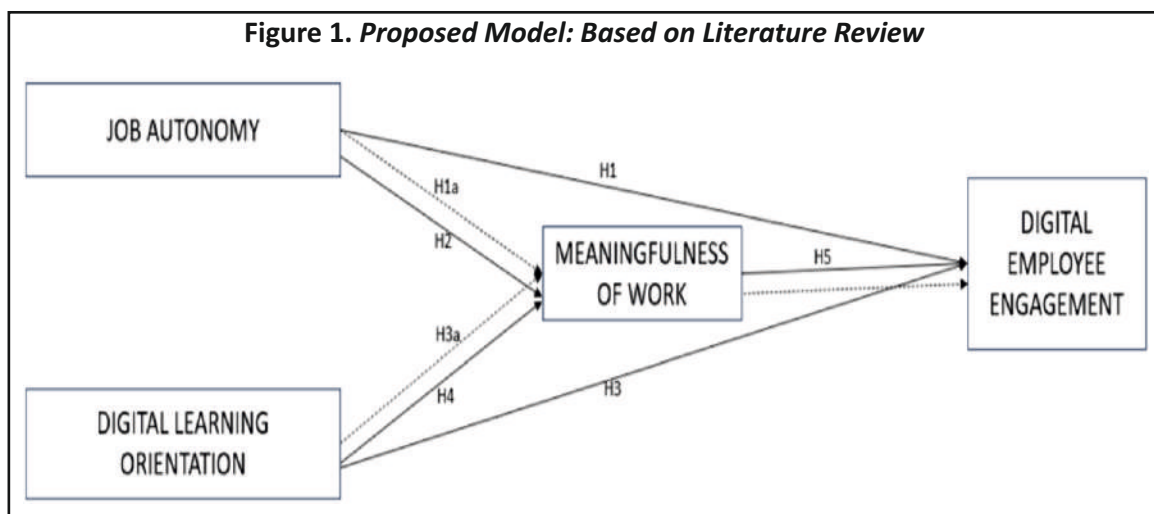 Figure 1. Proposed Model: Based on Literature Review
JOB AUTONOMY
H1
H1a
H2
MEANINGFULNESS
OF WORK
H5
DIGITAL
EMPLOYEE
ENGAGEMENT
H3a
H4
H3
DIGITAL LEARNING
ORIENTATION